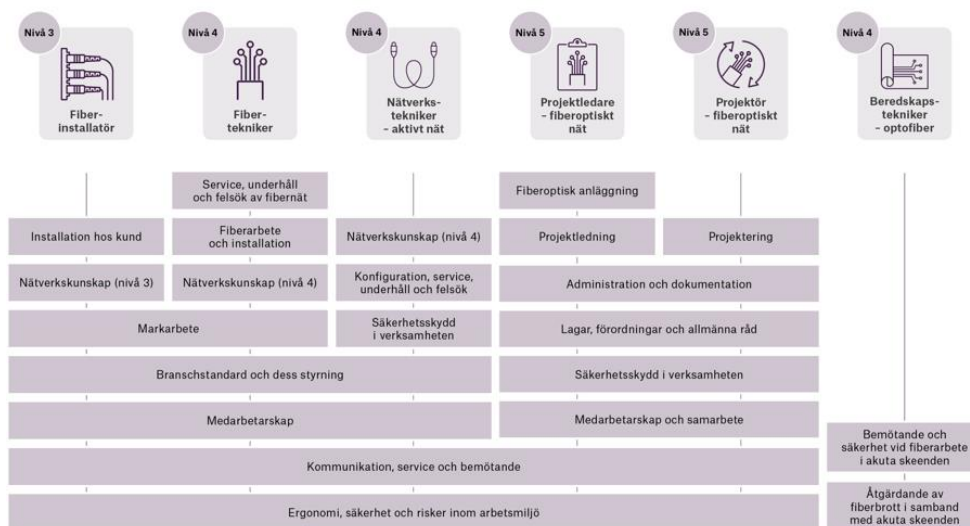 Nivå 3
Nivå 4
Nivå 4
Nivå 5
Nivå 5
Nivå 4
Fiber-
installatör
Fiber-
tekniker
Nätverks-
tekniker
– aktivt nät
Projektledare
– fiberoptiskt
nät
Projektör
– fiberoptiskt
nät
Beredskaps-
tekniker
– optofiber
Service, underhåll
och felsök av fibernät
Fiberoptisk anläggning
Installation hos kund
Fiberarbete
och installation
Nätverkskunskap (nivå 4)
Projektledning
Projektering
Nätverkskunskap (nivå 3)
Nätverkskunskap (nivå 4)
Konfiguration, service,
underhåll och felsök
Administration och dokumentation
Markarbete
Säkerhetsskydd
i verksamheten
Lagar, förordningar och allmänna råd
Branschstandard och dess styrning
Säkerhetsskydd i verksamheten
Medarbetarskap
Medarbetarskap och samarbete
Bemötande och
säkerhet vid fiberarbete
i akuta skeenden
Kommunikation, service och bemötande
Åtgärdande av
fiberbrott i samband
med akuta skeenden
Ergonomi, säkerhet och risker inom arbetsmiljö